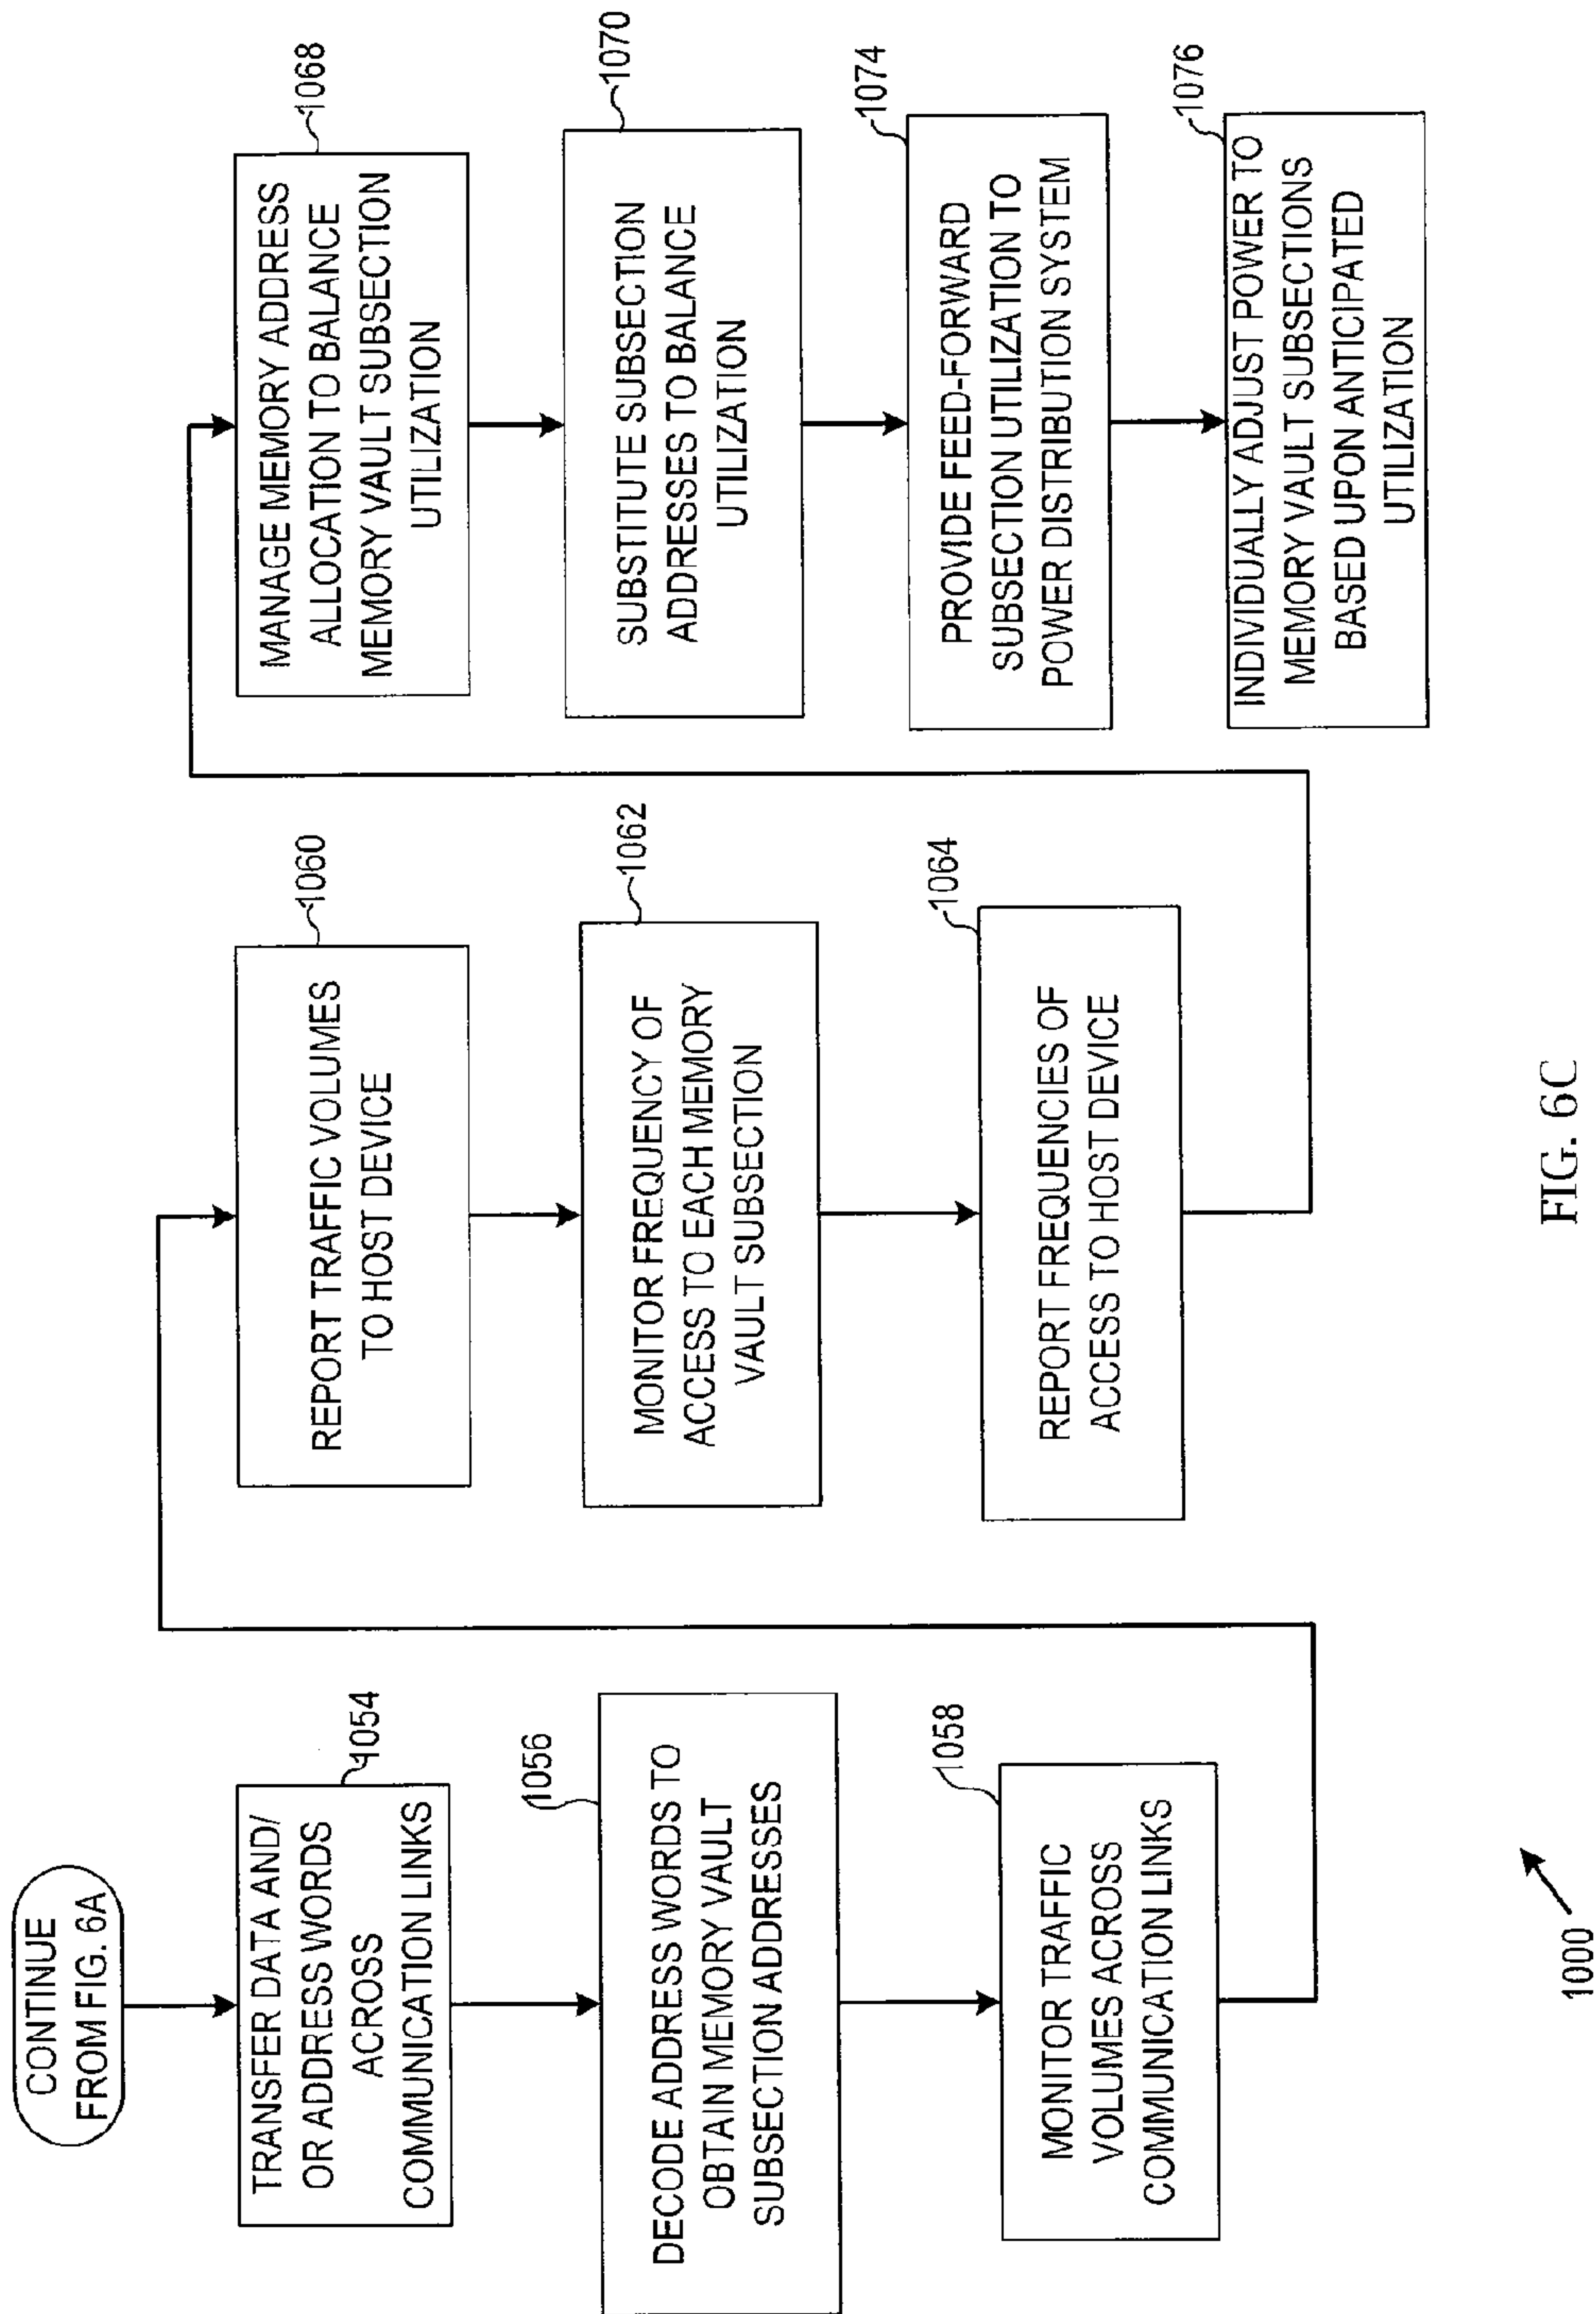 CONTINUE
FROM FIG. 6A
TRANSFER DATA AND/
OR ADDRESS WORDS
ACROSS
COMMUNICATION LINKS
1054
DECODE ADDRESS WORDS TO
OBTAIN MEMORY VAULT
SUBSECTION ADDRESSES
1056
MONITOR TRAFFIC
VOLUMES ACROSS
COMMUNICATION LINKS
1058
REPORT TRAFFIC VOLUMES
TO HOST DEVICE
1060
MONITOR FREQUENCY OF
ACCESS TO EACH MEMORY
VAULT SUBSECTION
1062
REPORT FREQUENCIES OF
ACCESS TO HOST DEVICE
1064
MANAGE MEMORY ADDRESS
ALLOCATION TO BALANCE
MEMORY VAULT SUBSECTION
UTILIZATION
1068
SUBSTITUTE SUBSECTION
ADDRESSES TO BALANCE
UTILIZATION
1070
PROVIDE FEED-FORWARD
SUBSECTION UTILIZATION TO
POWER DISTRIBUTION SYSTEM
1074
INDIVIDUALLY ADJUST POWER TO
MEMORY VAULT SUBSECTIONS
BASED UPON ANTICIPATED
UTILIZATION
1076
1000
FIG. 6C